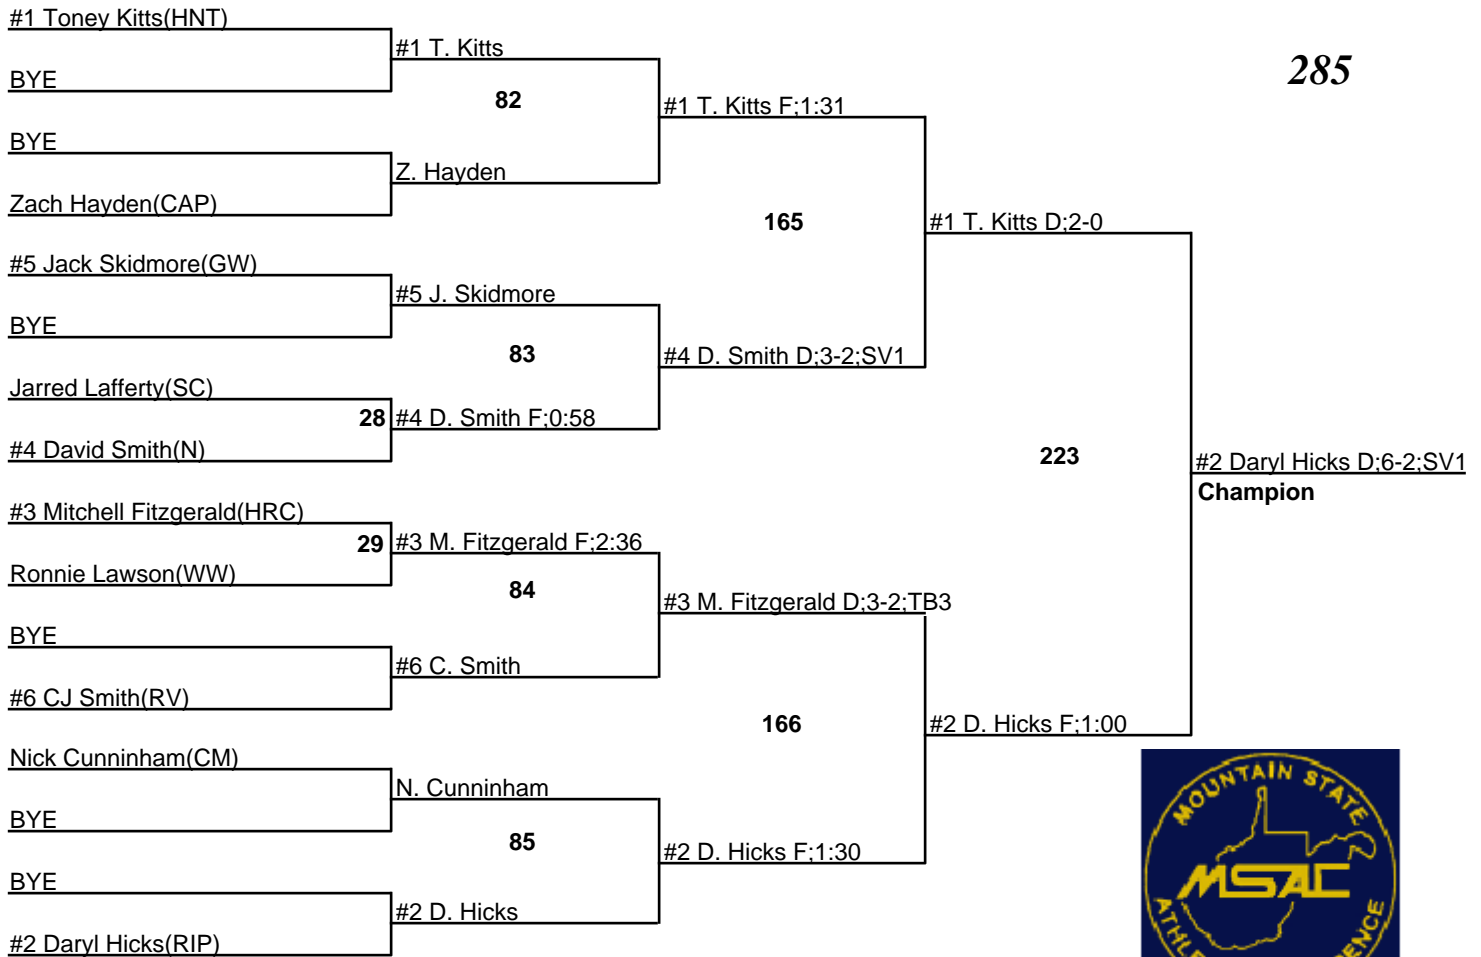 #1 Toney Kitts(HNT)
BYE
BYE
Zach Hayden(CAP)
#5 Jack Skidmore(GW)
BYE
Jarred Lafferty(SC)
#4 David Smith(N)
#3 Mitchell Fitzgerald(HRC)
Ronnie Lawson(WW)
BYE
#6 CJ Smith(RV)
Nick Cunninham(CM)
BYE
BYE
#2 Daryl Hicks(RIP)
28
29
#1 T. Kitts
82
Z. Hayden
#5 J. Skidmore
83
#4 D. Smith F;0:58
#3 M. Fitzgerald F;2:36
84
#6 C. Smith
N. Cunninham
85
#2 D. Hicks
#1 T. Kitts F;1:31
165
#4 D. Smith D;3-2;SV1
#3 M. Fitzgerald D;3-2;TB3
166
#2 D. Hicks F;1:30
#1 T. Kitts D;2-0
223
#2 D. Hicks F;1:00
285
#2 Daryl Hicks D;6-2;SV1
Champion
MOUNTAIN STATE
MSAC